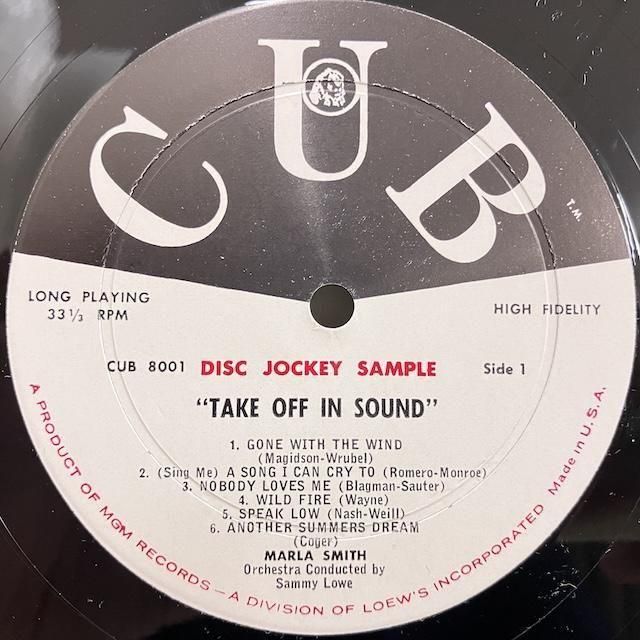 CUB
T.M.
LONG PLAYING
33 1/3 RPM
HIGH FIDELITY
CUB 8001 DISC JOCKEY SAMPLE Side 1
"TAKE OFF IN SOUND"
1. GONE WITH THE WIND
(Magidson-Wrubel)
2. (Sing Me) A SONG I CAN CRY TO (Romero-Monroe)
3. NOBODY LOVES ME (Blagman-Sauter)
4. WILD FIRE (Wayne)
5. SPEAK LOW (Nash-Weill)
6. ANOTHER SUMMERS DREAM
(Coger)
MARLA SMITH
Orchestra Conducted by
Sammy Lowe
A PRODUCT OF MGM RECORDS—A DIVISION OF LOEW'S INCORPORATED Made in U.S.A.